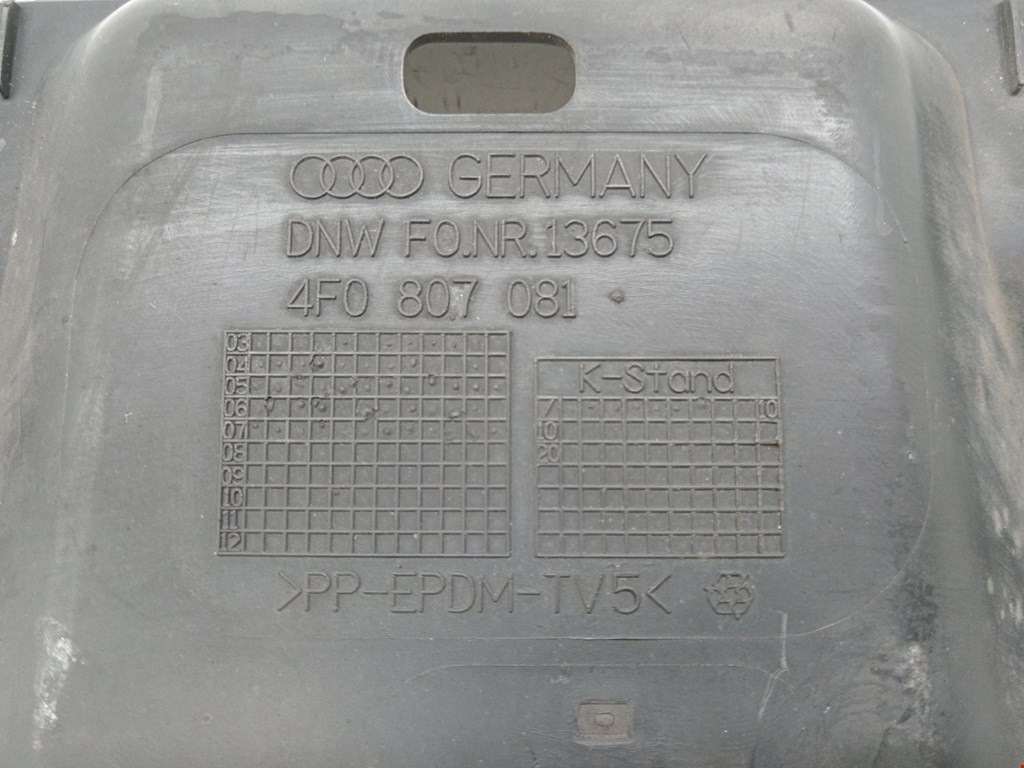 GERMANY
DNW FO.NR.13675
4F0 807 081
03
04
05
06
07
08
09
10
11
12
K-Stand
7 10
10
20
>PP-EPDM-TV5<